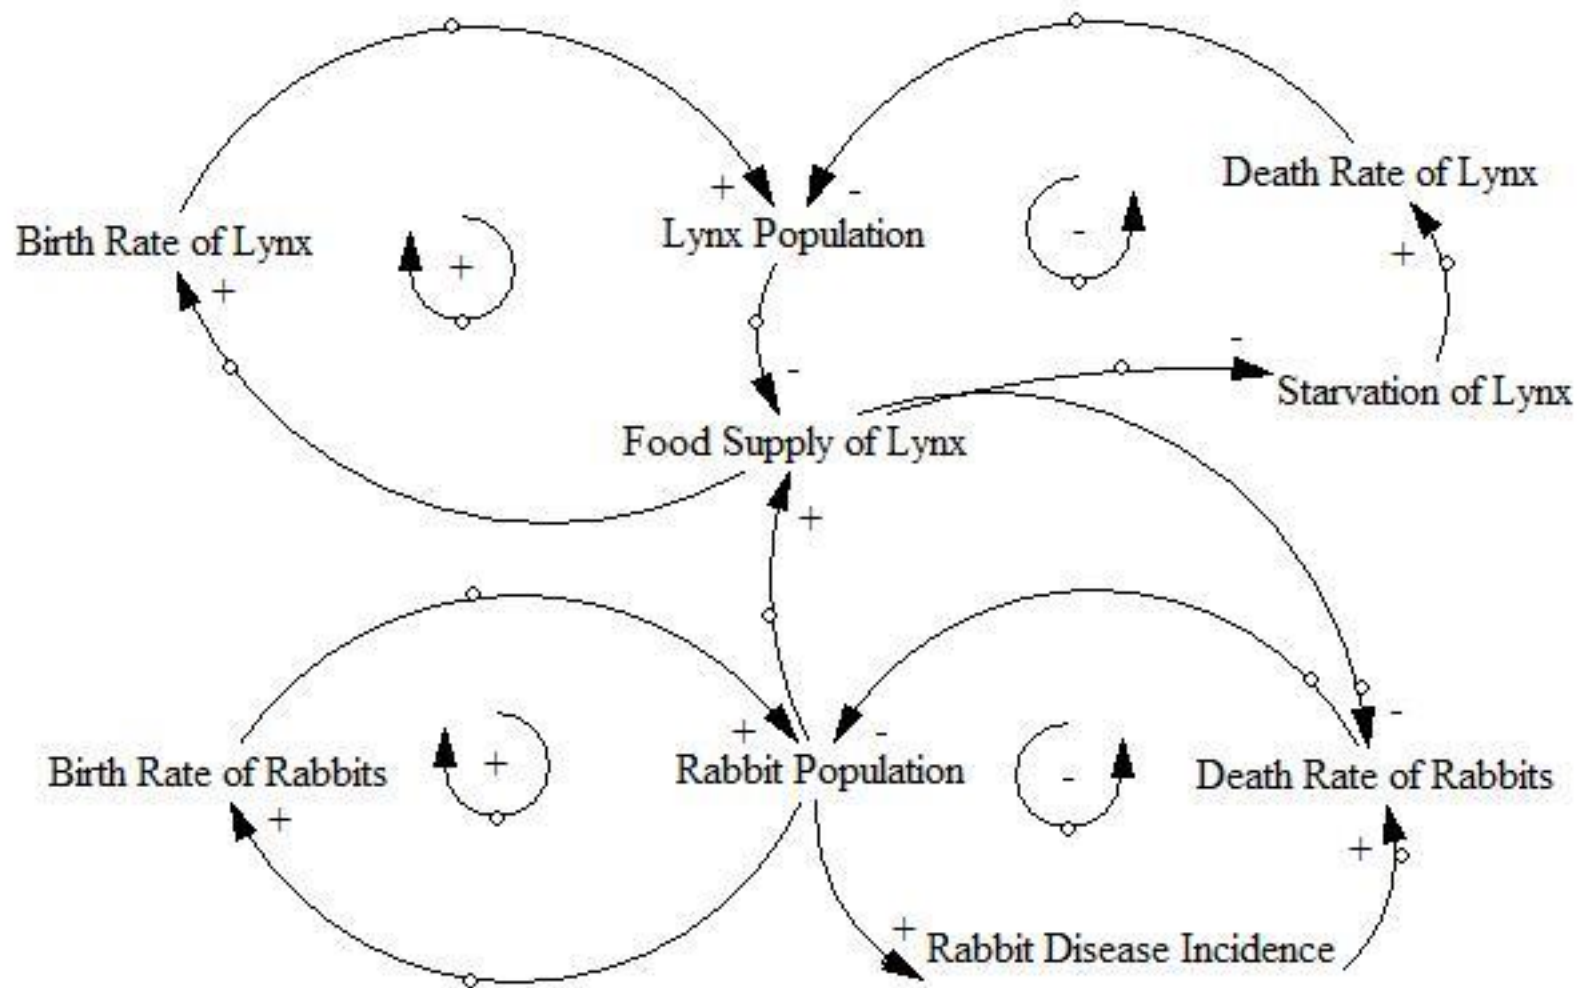 +
-
Death Rate of Lynx
Birth Rate of Lynx
+
Lynx Population
-
+
+
-
-
Starvation of Lynx
Food Supply of Lynx
+
+
-
-
Birth Rate of Rabbits
+
Rabbit Population
-
Death Rate of Rabbits
+
+
+
Rabbit Disease Incidence